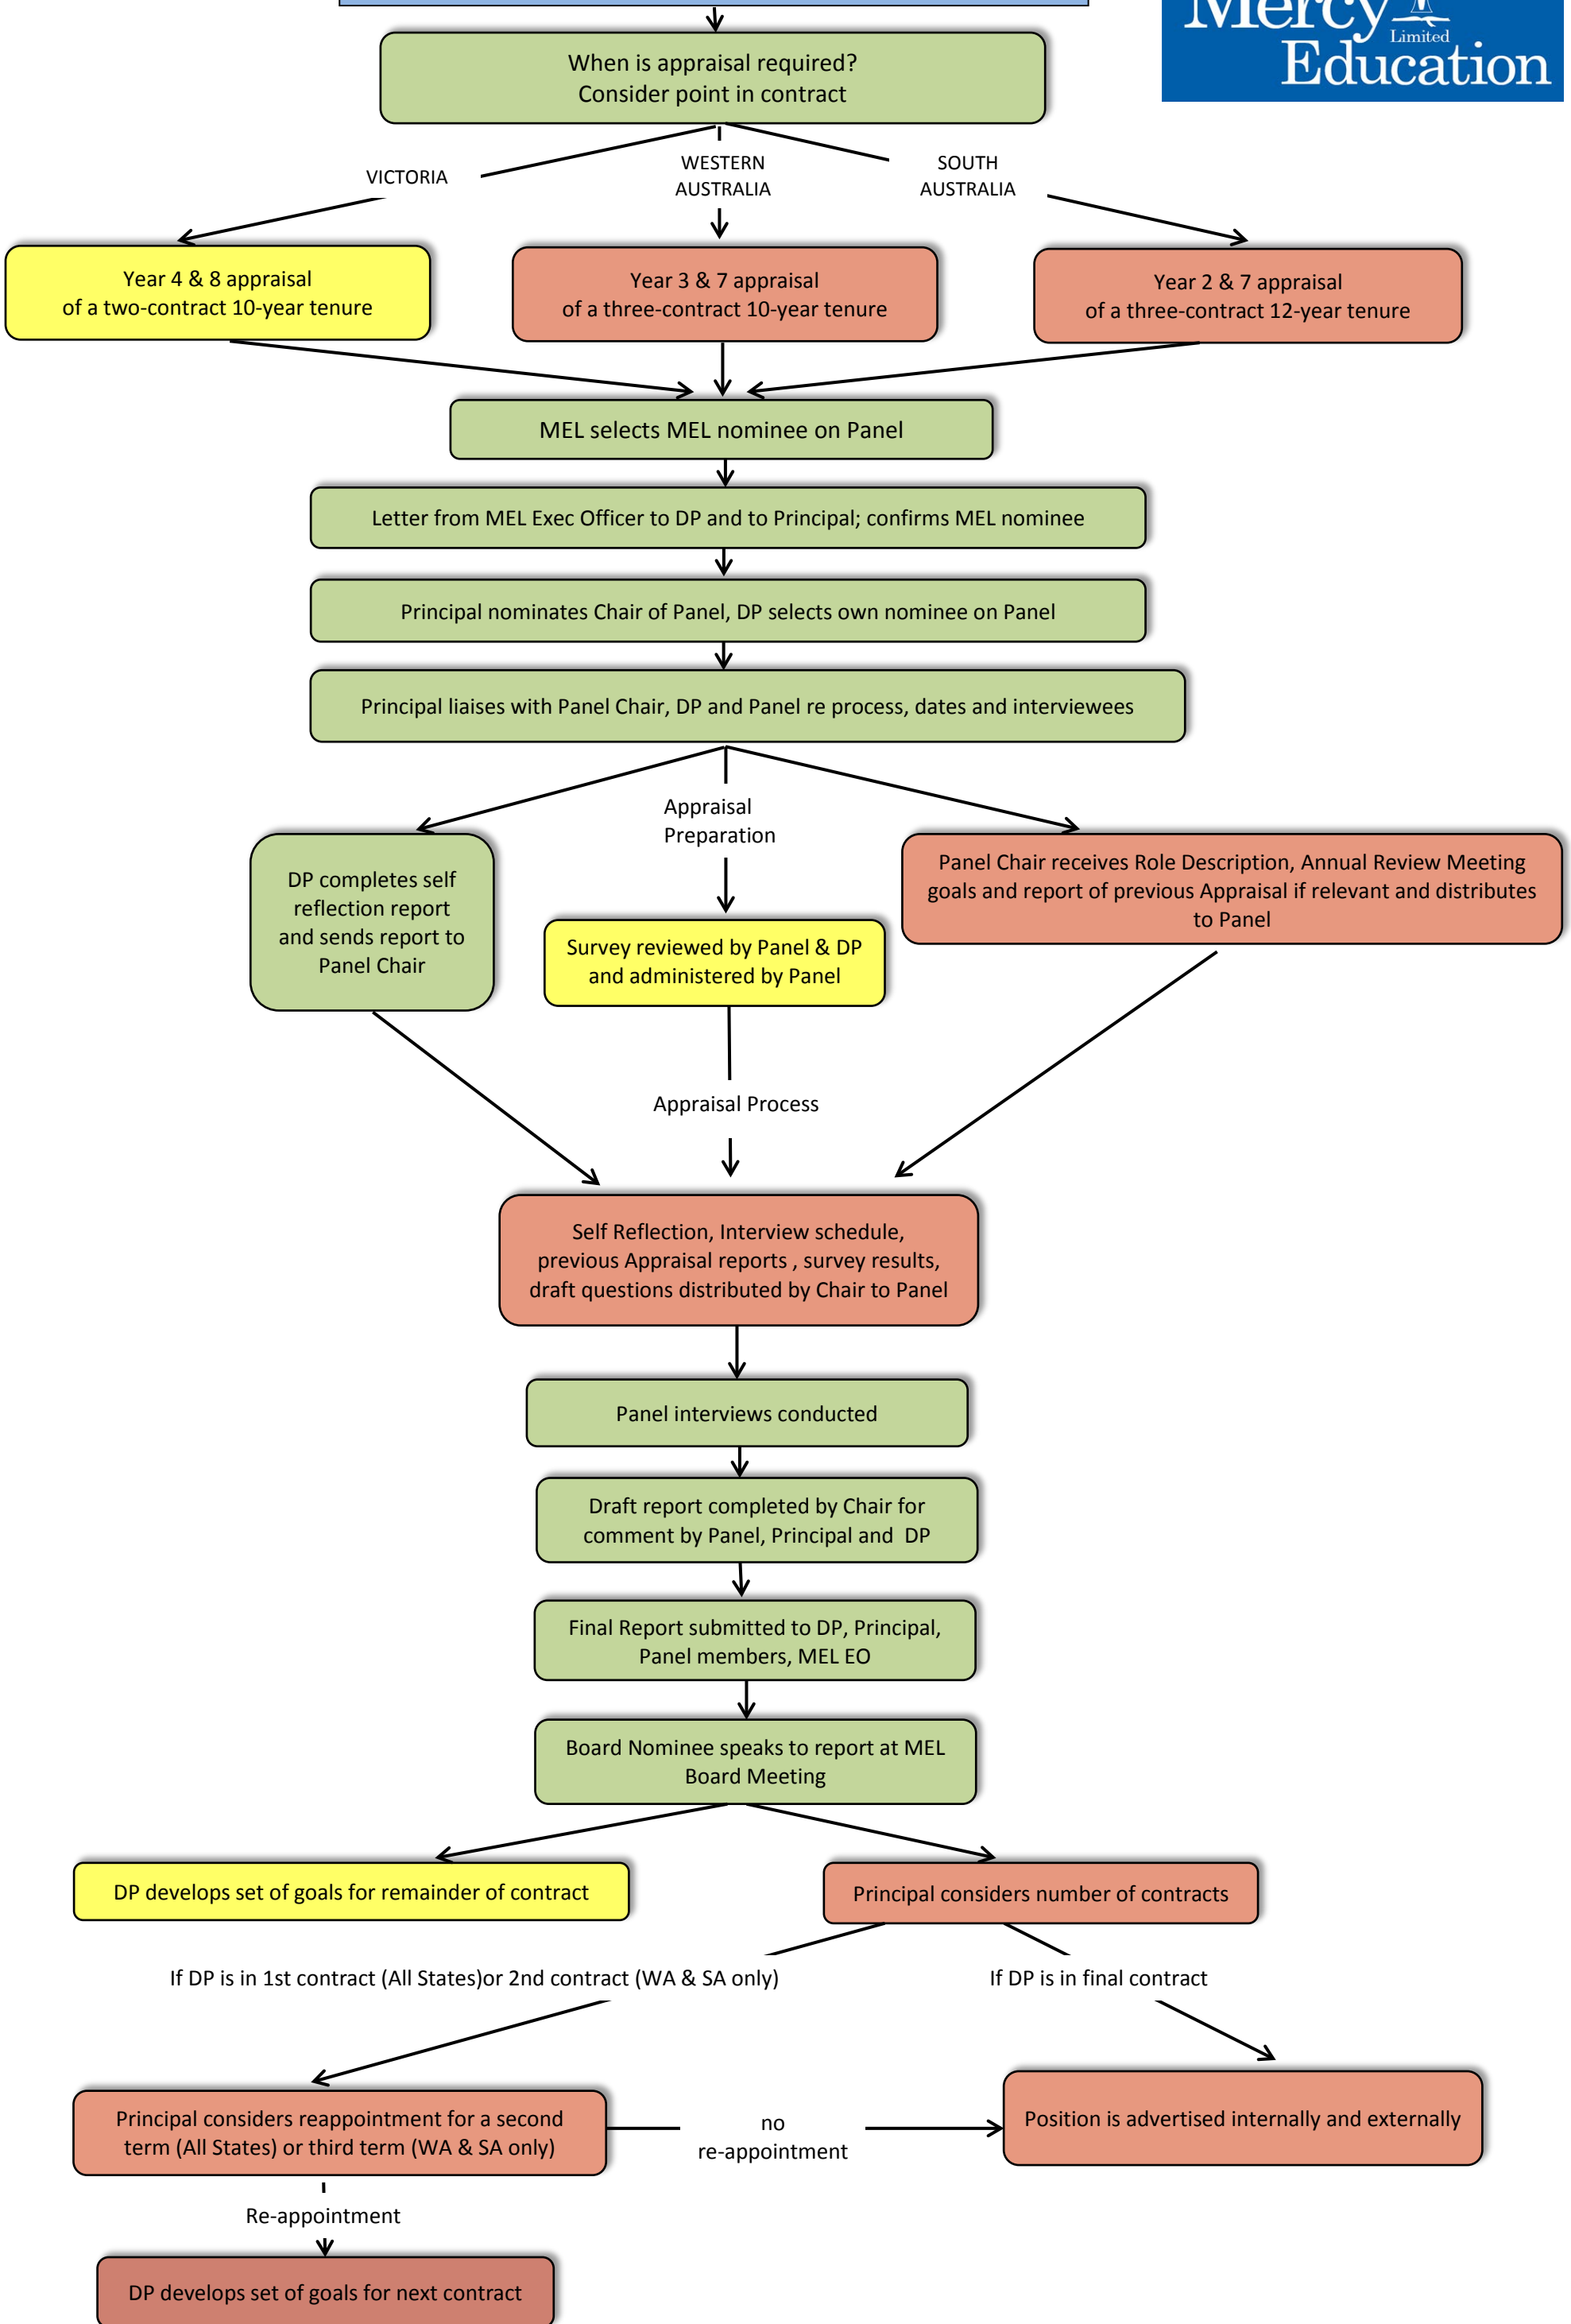 Mercy
Limited
Education
When is appraisal required?
Consider point in contract
VICTORIA
WESTERN
AUSTRALIA
SOUTH
AUSTRALIA
Year 4 & 8 appraisal
of a two-contract 10-year tenure
Year 3 & 7 appraisal
of a three-contract 10-year tenure
Year 2 & 7 appraisal
of a three-contract 12-year tenure
MEL selects MEL nominee on Panel
Letter from MEL Exec Officer to DP and to Principal; confirms MEL nominee
Principal nominates Chair of Panel, DP selects own nominee on Panel
Principal liaises with Panel Chair, DP and Panel re process, dates and interviewees
Appraisal
Preparation
DP completes self
reflection report
and sends report to
Panel Chair
Survey reviewed by Panel & DP
and administered by Panel
Panel Chair receives Role Description, Annual Review Meeting
goals and report of previous Appraisal if relevant and distributes
to Panel
Appraisal Process
Self Reflection, Interview schedule,
previous Appraisal reports , survey results,
draft questions distributed by Chair to Panel
Panel interviews conducted
Draft report completed by Chair for
comment by Panel, Principal and  DP
Final Report submitted to DP, Principal,
Panel members, MEL EO
Board Nominee speaks to report at MEL
Board Meeting
DP develops set of goals for remainder of contract
Principal considers number of contracts
If DP is in 1st contract (All States)or 2nd contract (WA & SA only)
If DP is in final contract
Principal considers reappointment for a second
term (All States) or third term (WA & SA only)
no
re-appointment
Position is advertised internally and externally
Re-appointment
DP develops set of goals for next contract